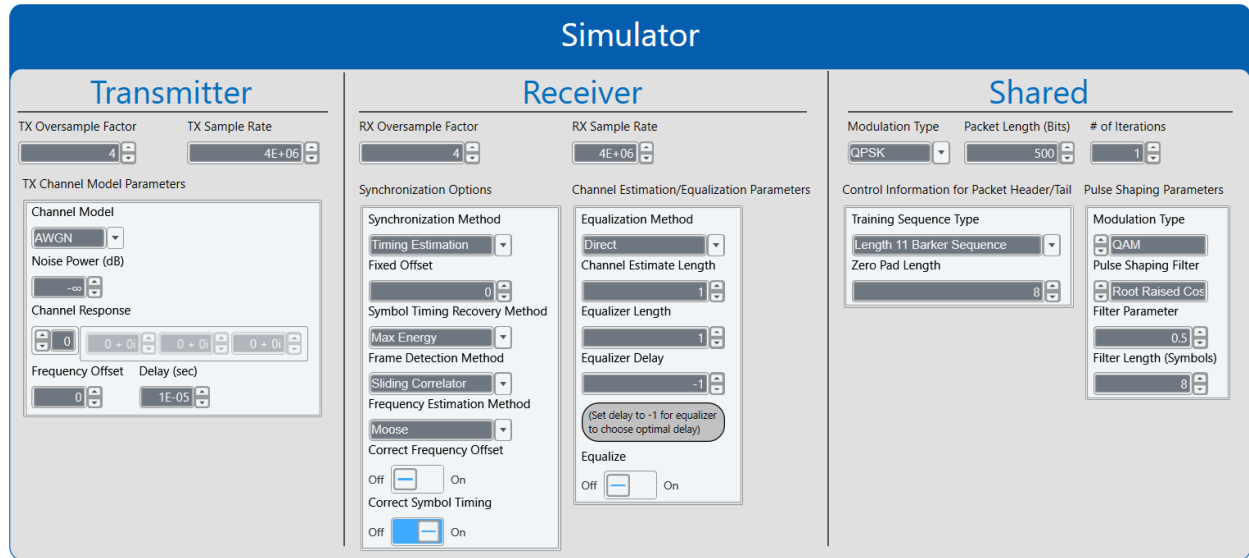 Simulator
Transmitter
TX Oversample Factor
TX Sample Rate
4
4E+06
TX Channel Model Parameters
Channel Model
AWGN
Noise Power (dB)
-∞
Channel Response
0
0 + 0i
0 + 0i
0 + 0i
Frequency Offset
Delay (sec)
0
1E-05
Receiver
RX Oversample Factor
RX Sample Rate
4
4E+06
Synchronization Options
Synchronization Method
Timing Estimation
Fixed Offset
0
Symbol Timing Recovery Method
Max Energy
Frame Detection Method
Sliding Correlator
Frequency Estimation Method
Moose
Correct Frequency Offset
Off
On
Correct Symbol Timing
Off
On
Channel Estimation/Equalization Parameters
Equalization Method
Direct
Channel Estimate Length
1
Equalizer Length
1
Equalizer Delay
-1
(Set delay to -1 for equalizer
to choose optimal delay)
Equalize
Off
On
Shared
Modulation Type
Packet Length (Bits)
# of Iterations
QPSK
500
1
Control Information for Packet Header/Tail
Training Sequence Type
Length 11 Barker Sequence
Zero Pad Length
8
Pulse Shaping Parameters
Modulation Type
QAM
Pulse Shaping Filter
Root Raised Cos
Filter Parameter
0.5
Filter Length (Symbols)
8